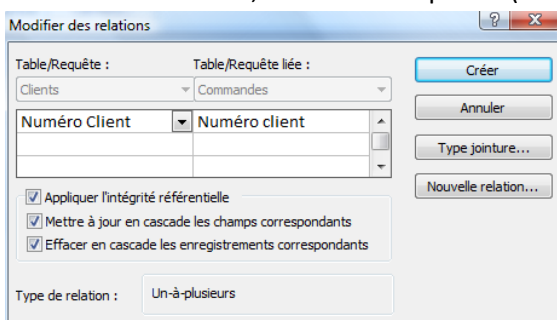 Modifier des relations
Table/Requête : Table/Requête liée : Créer
Clients Commandes
Numéro Client Numéro client Annuler
Type jointure...
Nouvelle relation...
Appliquer l'intégrité référentielle
Mettre à jour en cascade les champs correspondants
Effacer en cascade les enregistrements correspondants
Type de relation : Un-à-plusieurs